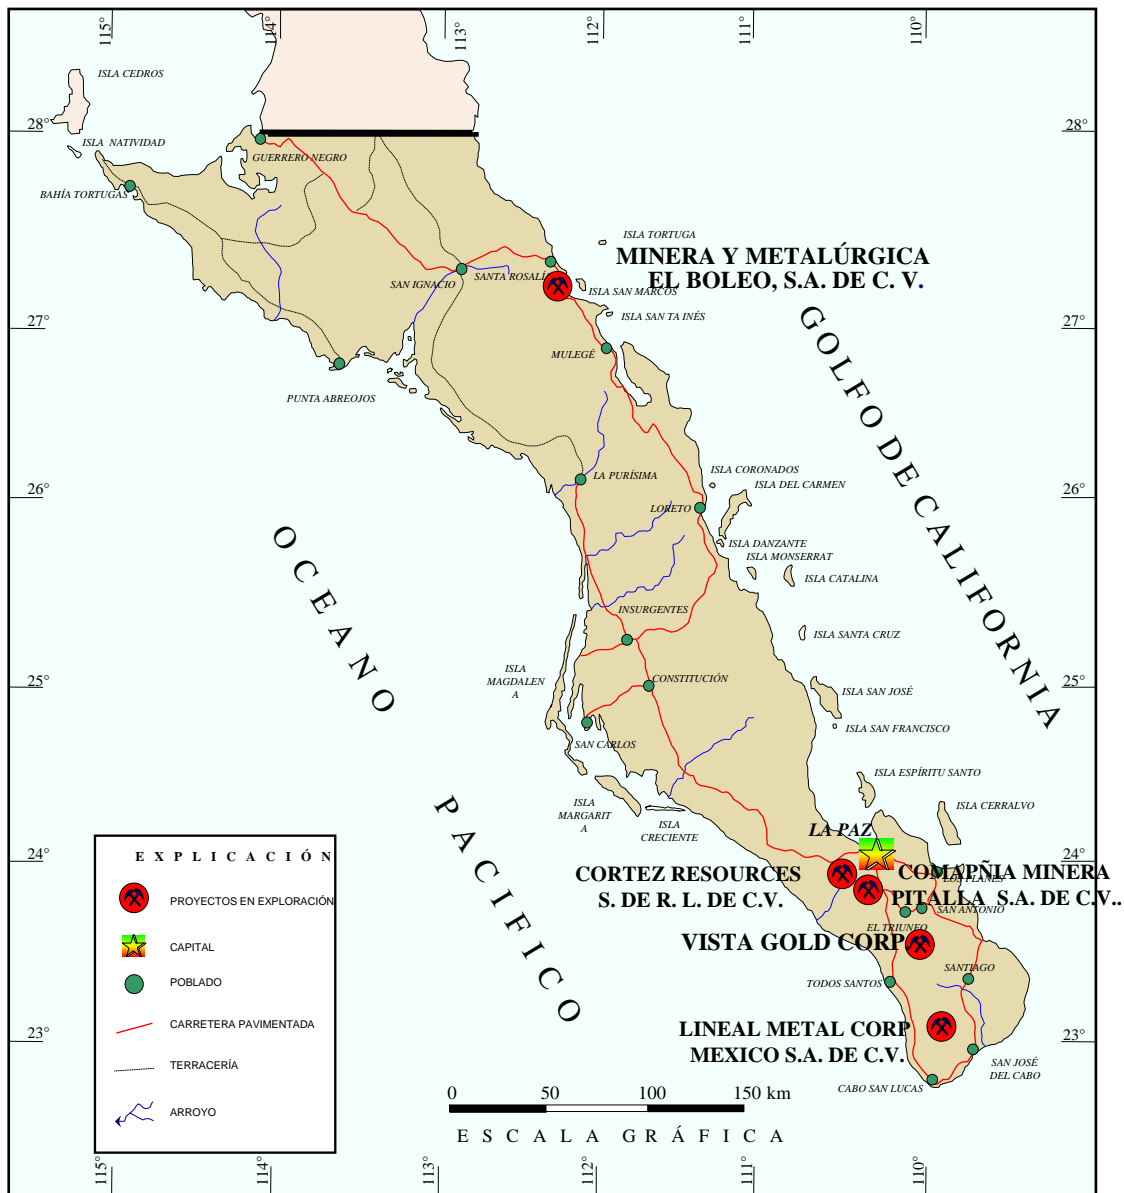 115°
114°
113°
112°
111°
110°
ISLA CEDROS
28°
28°
ISLA NATIVIDAD
GUERRERO NEGRO
BAHÍA TORTUGAS
ISLA TORTUGA
MINERA Y METALÚRGICA
EL BOLEO, S.A. DE C. V.
SANTA ROSALÍ
SAN IGNACIO
ISLA SAN MARCOS
ISLA SAN TA INÉS
27°
27°
MULEGÉ
PUNTA ABREOJOS
GOLFO DE CALIFORNIA
LA PURÍSIMA
ISLA CORONADOS
ISLA DEL CARMEN
26°
26°
LORETO
OCEANO
ISLA DANZANTE
ISLA MONSERRAT
ISLA CATALINA
INSURGENTES
ISLA SANTA CRUZ
ISLA
MAGDALEN
A
CONSTITUCIÓN
25°
25°
ISLA SAN JOSÉ
ISLA SAN FRANCISCO
SAN CARLOS
ISLA ESPÍRITU SANTO
PACIFICO
ISLA
MARGARIT
A
ISLA
CRECIENTE
ISLA CERRALVO
LA PAZ
24°
24°
CORTEZ RESOURCES
S. DE R. L. DE C.V.
COMAPÑIA MINERA
PITALLA S.A. DE C.V..
LOS PLANES
SAN ANTONIO
EL TRIUNFO
VISTA GOLD CORP.
SANTIAGO
TODOS SANTOS
LINEAL METAL CORP
MEXICO S.A. DE C.V.
23°
23°
SAN JOSÉ
DEL CABO
CABO SAN LUCAS
EXPLICACIÓN
PROYECTOS EN EXPLORACIÓN
CAPITAL
POBLADO
CARRETERA PAVIMENTADA
TERRACERÍA
ARROYO
0 50 100 150 km
ESCALA GRÁFICA
115°
114°
113°
112°
111°
110°